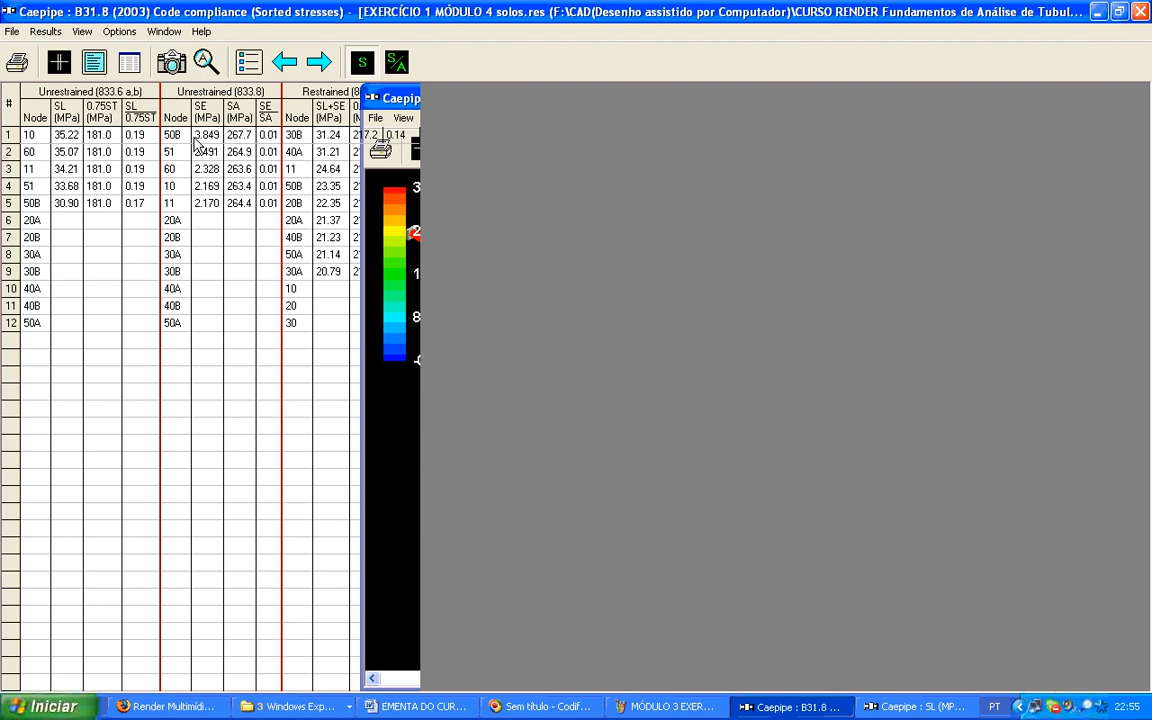 Caepipe : B31.8 (2003) Code compliance (Sorted stresses) - [EXERCÍCIO 1 MÓDULO 4 solos.res (F:\CAD(Desenho assistido por Computador)\CURSO RENDER Fundamentos de Análise de Tubul...
File Results View Options Window Help
S S/A
# Unrestrained (833.6 a,b) Unrestrained (833.8) Restrained (8
Node SL (MPa) 0.75ST (MPa) SL 0.75ST Node SE (MPa) SA (MPa) SE SA Node SL+SE (MPa)
1 10 35.22 181.0 0.19 50B 3.849 267.7 0.01 30B 31.24 217.2 0.14
2 60 35.07 181.0 0.19 51 2.491 264.9 0.01 40A 31.21
3 11 34.21 181.0 0.19 60 2.328 263.6 0.01 11 24.64
4 51 33.68 181.0 0.19 10 2.169 263.4 0.01 50B 23.35
5 50B 30.90 181.0 0.17 11 2.170 264.4 0.01 20B 22.35
6 20A 20A 20A 21.37
7 20B 20B 40B 21.23
8 30A 30A 50A 21.14
9 30B 30B 30A 20.79
10 40A 40A 10
11 40B 40B 20
12 50A 50A 30
Caepipe
File View
Iniciar Render Multimídi... 3 Windows Exp... EMENTA DO CUR... Sem título - Codif... MÓDULO 3 EXER... Caepipe : B31.8 ... Caepipe : SL (MP... PT 22:55